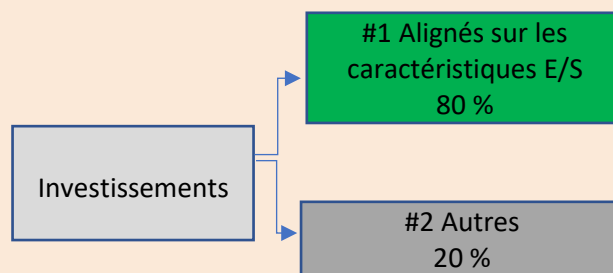 #1 Alignés sur les
caractéristiques E/S
80 %
Investissements
#2 Autres
20 %